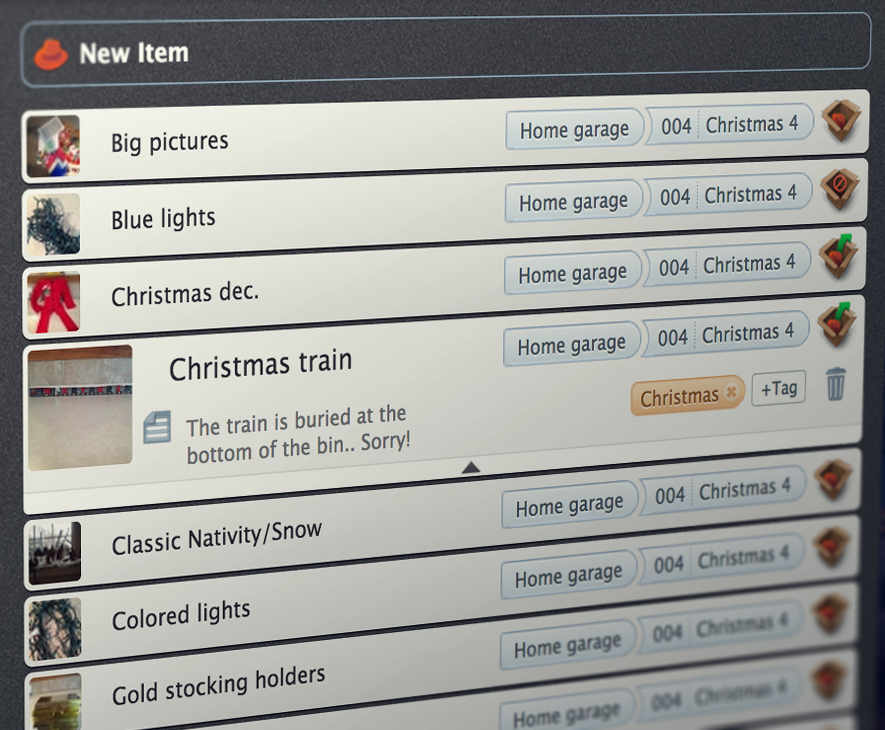 New Item
Big pictures Home garage 004 Christmas 4
Blue lights Home garage 004 Christmas 4
Christmas dec. Home garage 004 Christmas 4
Christmas train Home garage 004 Christmas 4
Christmas +Tag
The train is buried at the
bottom of the bin.. Sorry!
Classic Nativity/Snow Home garage 004 Christmas 4
Colored lights Home garage 004 Christmas 4
Gold stocking holders Home garage 004 Christmas 4
Home garage 004 Christmas 4